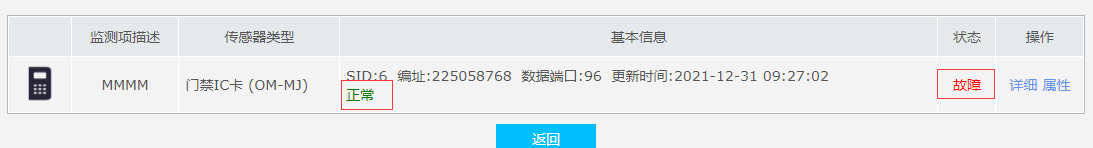 监测项描述 传感器类型 基本信息 状态 操作
MMMM 门禁IC卡 (OM-MJ) SID:6 编址:225058768 数据端口:96 更新时间:2021-12-31 09:27:02 故障 详细 属性
正常
返回